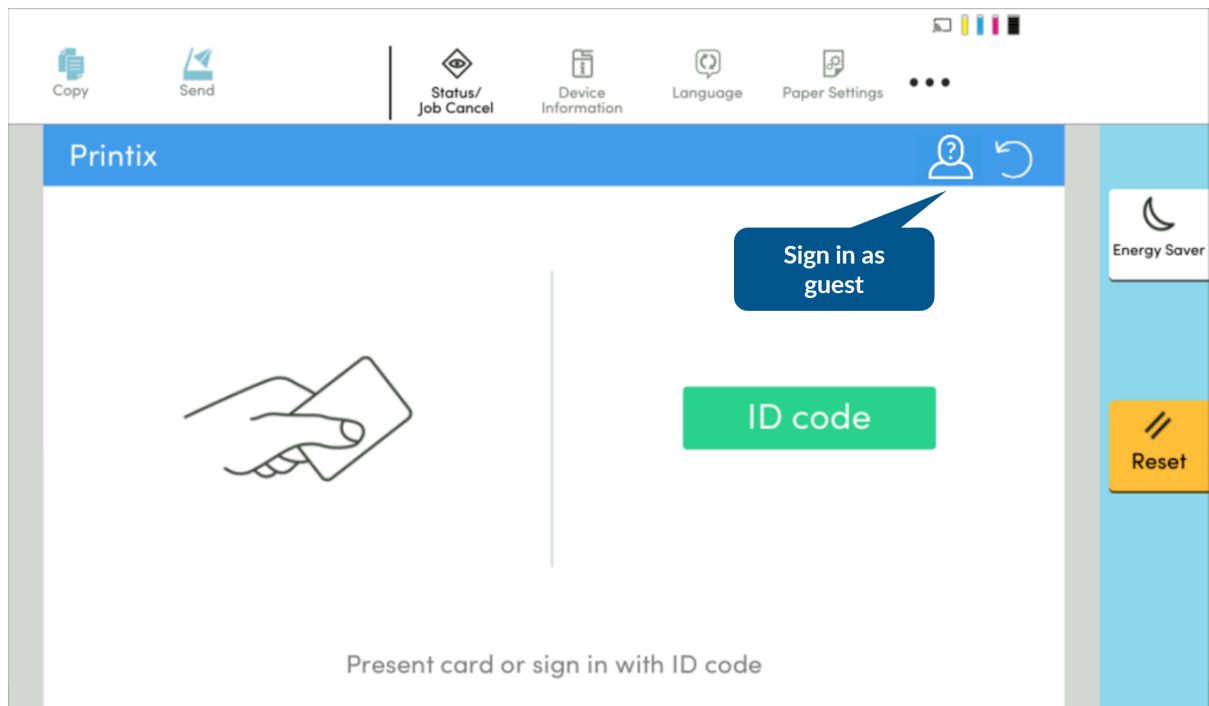 Copy
Send
Status/
Job Cancel
Device
Information
Language
Paper Settings
Printix
?
Sign in as
guest
Energy Saver
ID code
Reset
Present card or sign in with ID code